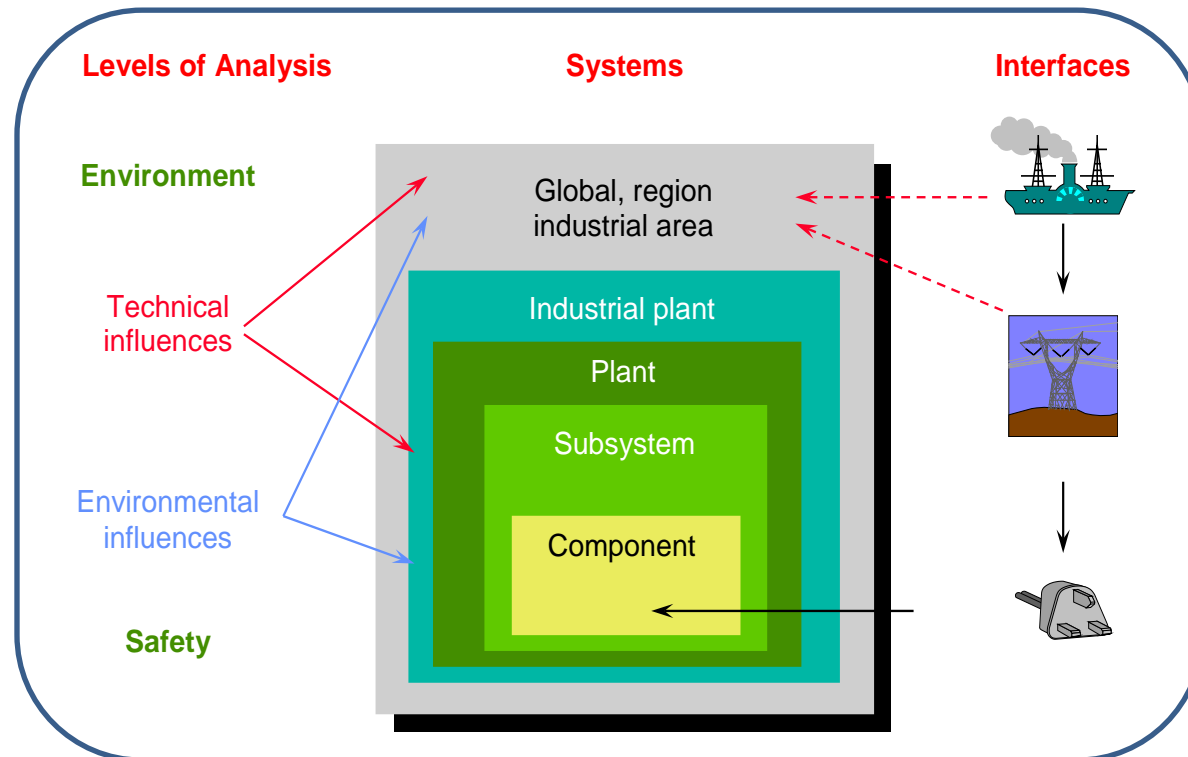 Levels of Analysis
Systems
Interfaces
Environment
Global, region
industrial area
Technical
influences
Industrial plant
Plant
Subsystem
Environmental
influences
Component
Safety